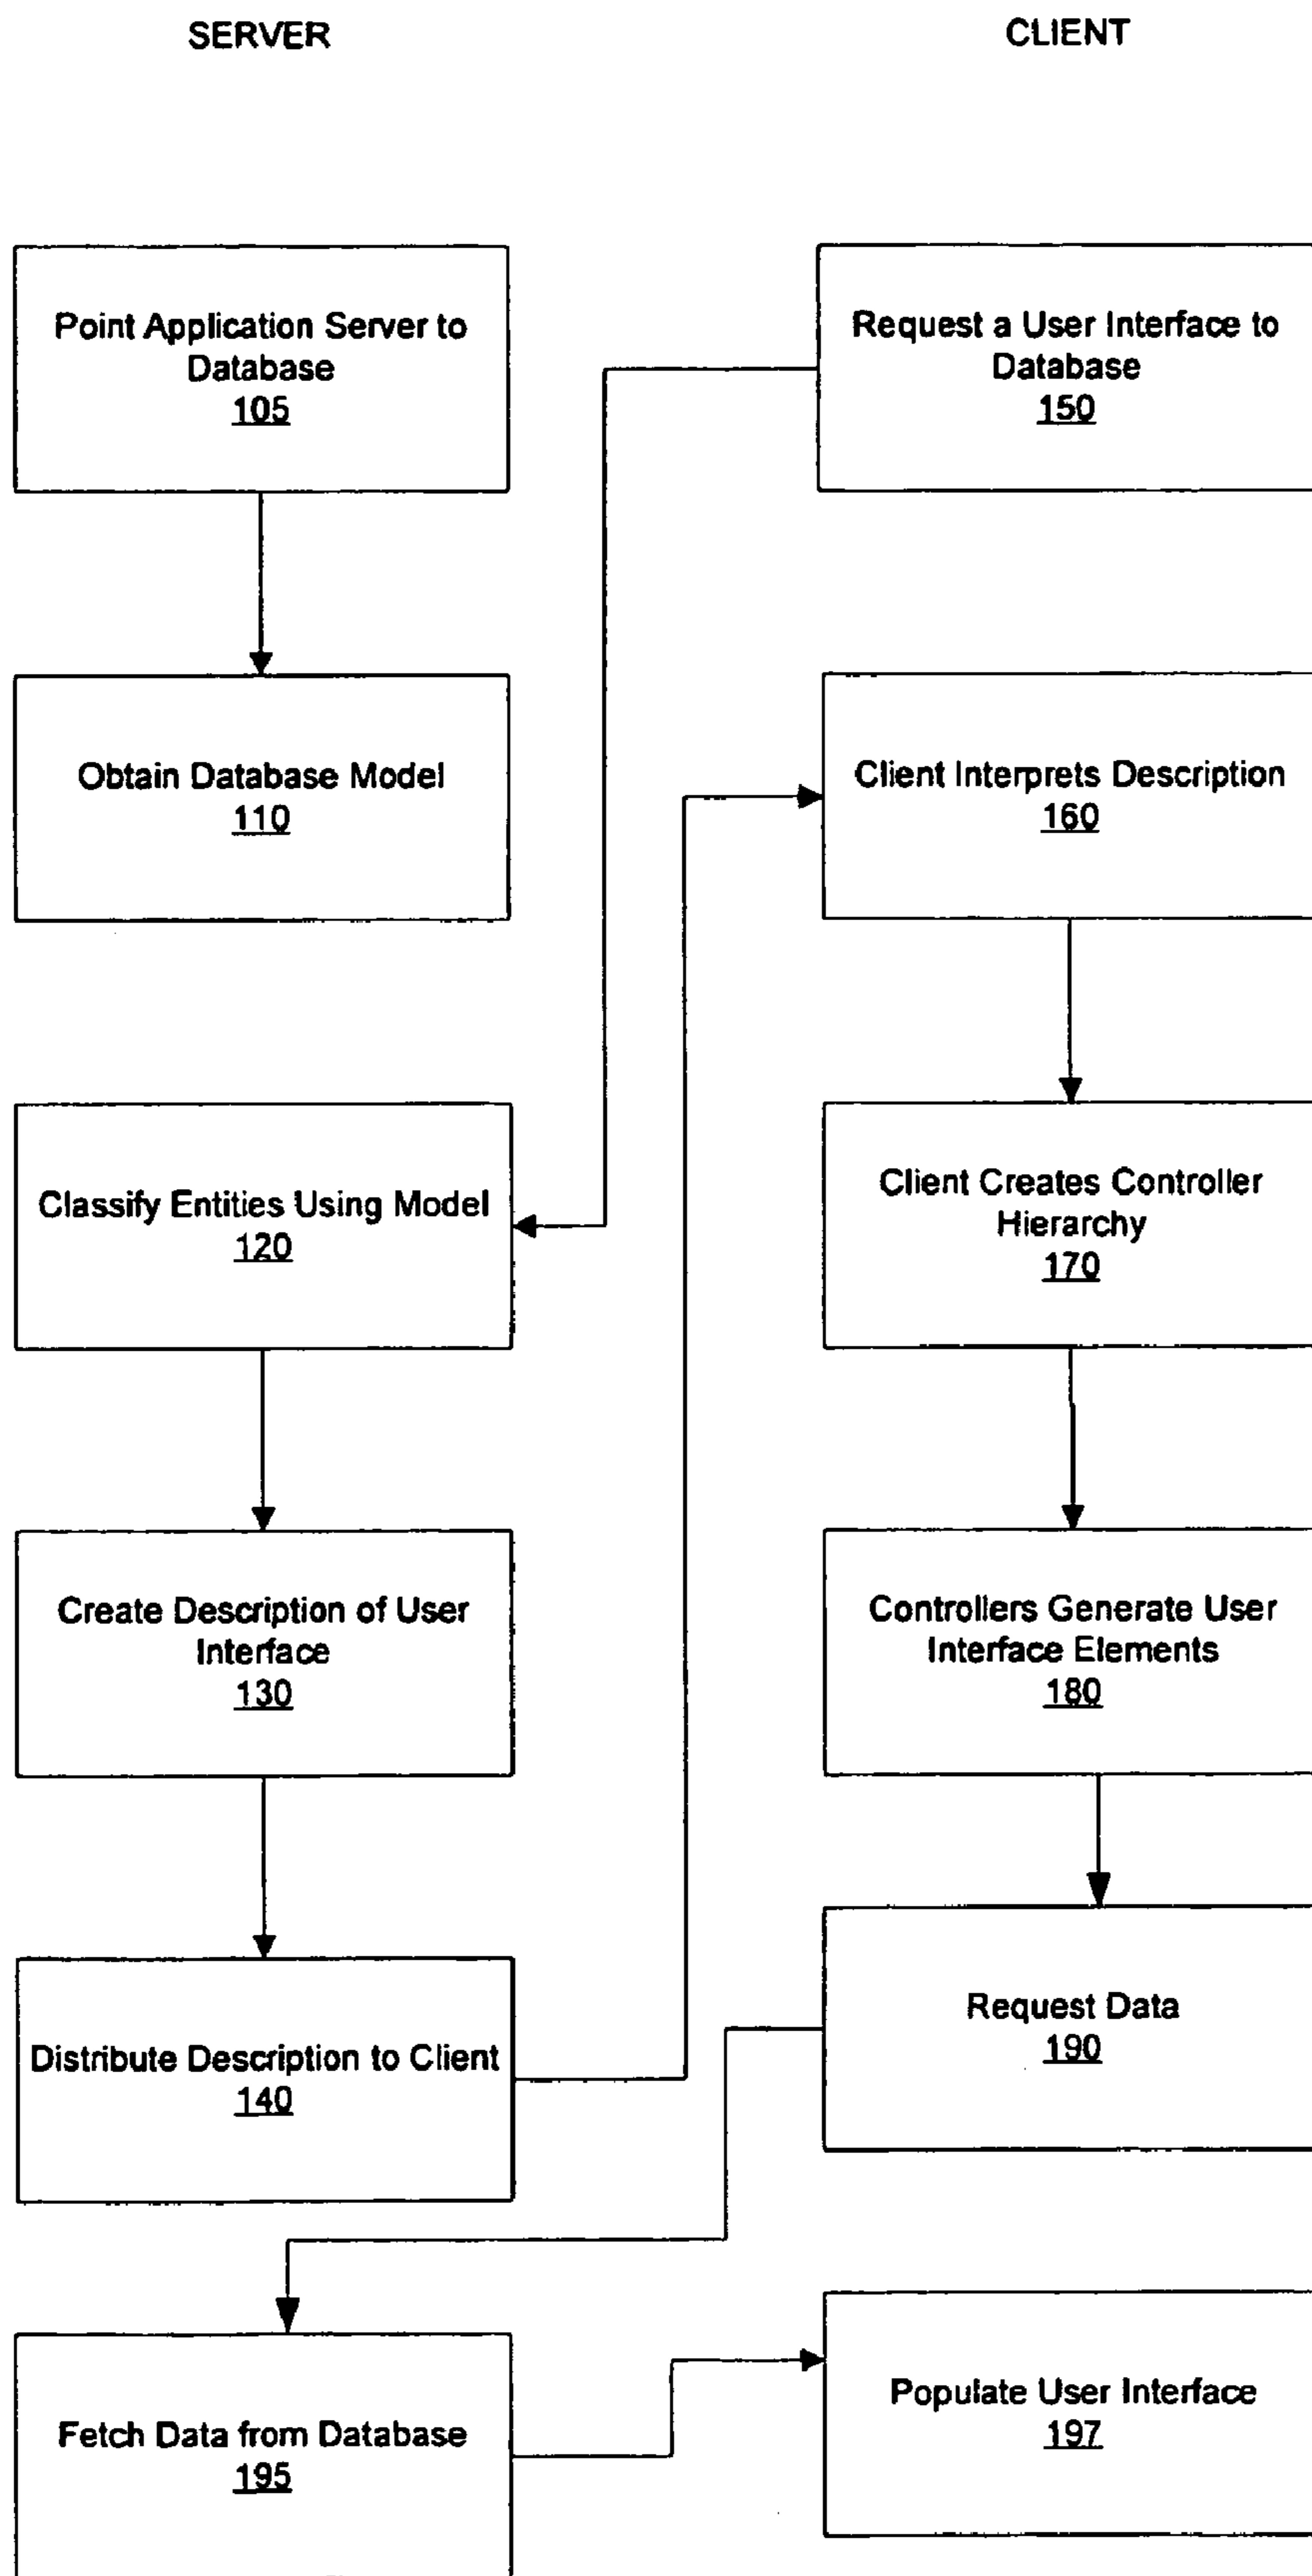 SERVER
CLIENT
Point Application Server to
Database
105
Request a User Interface to
Database
150
Obtain Database Model
110
Client Interprets Description
160
Classify Entities Using Model
120
Client Creates Controller
Hierarchy
170
Create Description of User
Interface
130
Controllers Generate User
Interface Elements
180
Distribute Description to Client
140
Request Data
190
Fetch Data from Database
195
Populate User Interface
197